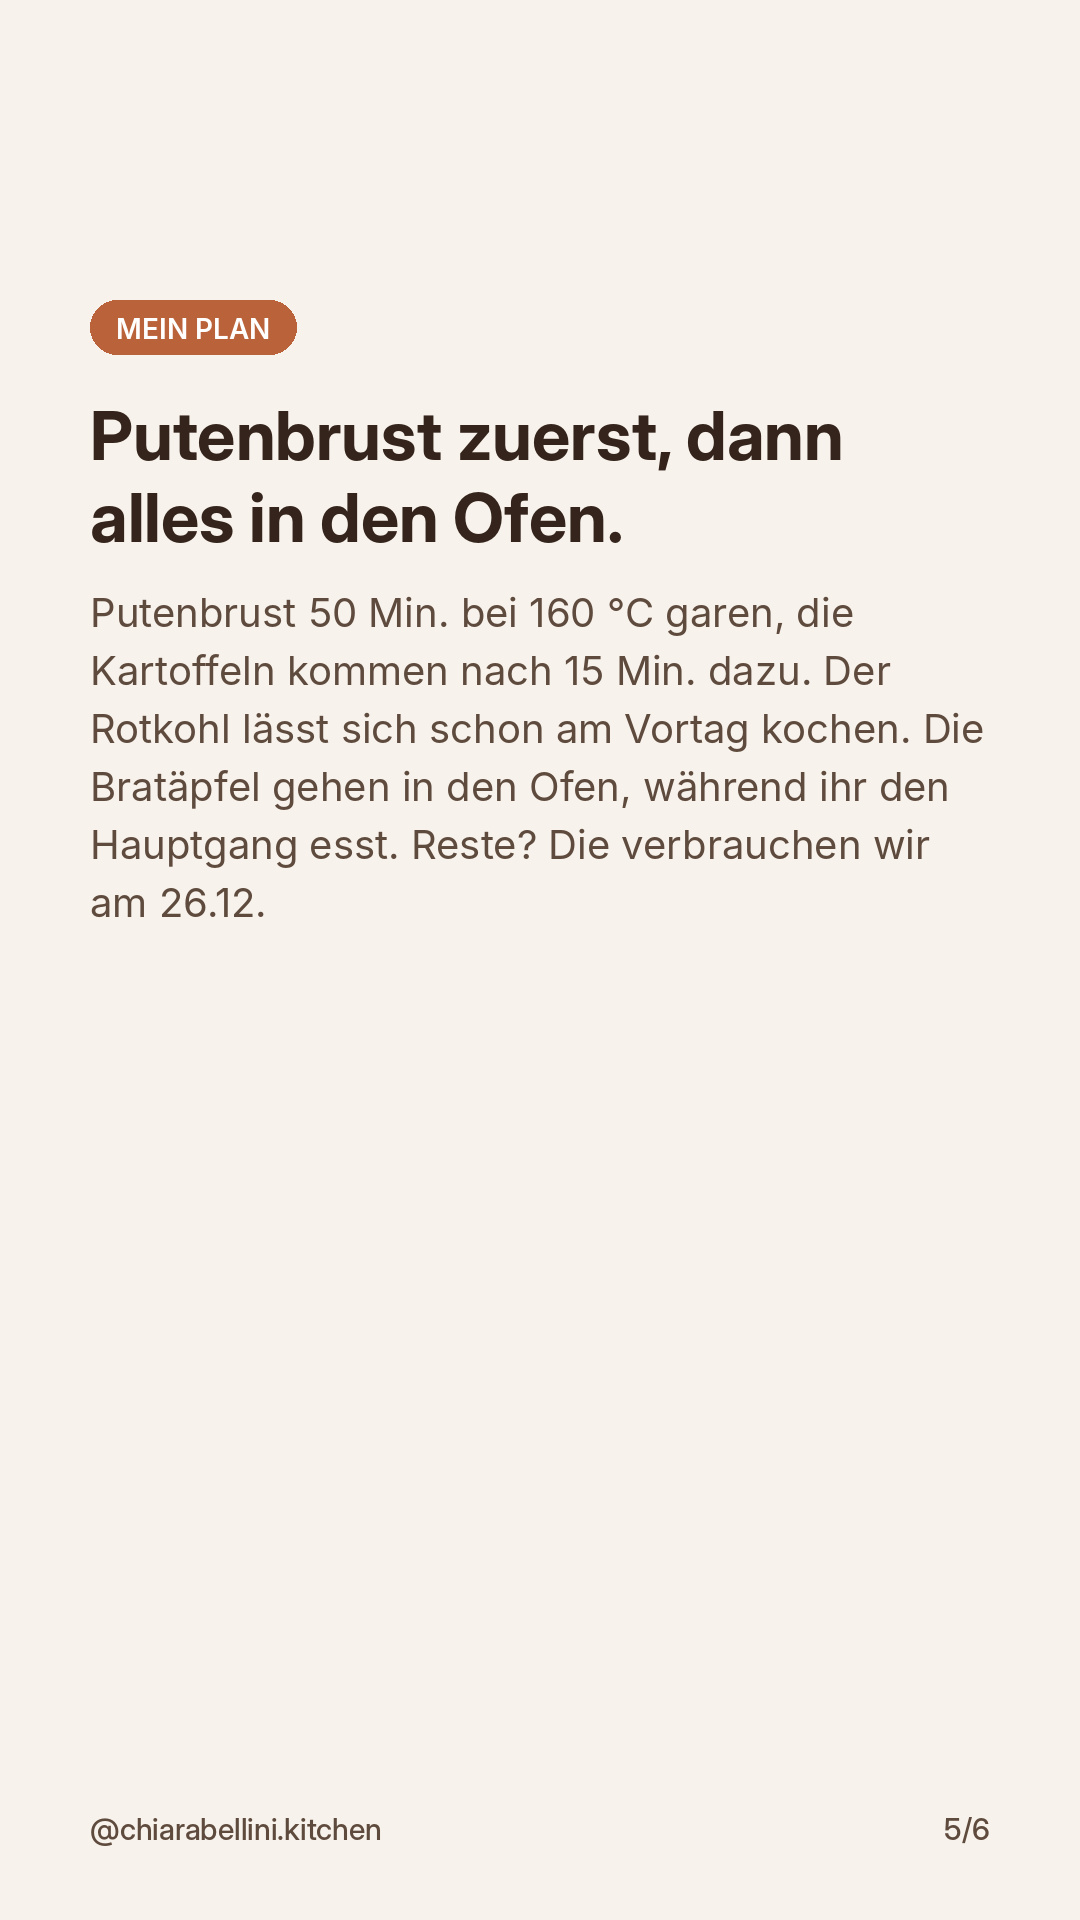 MEIN PLAN
Putenbrust zuerst, dann
alles in den Ofen.
Putenbrust 50 Min. bei 160 °C garen, die
Kartoffeln kommen nach 15 Min. dazu. Der
Rotkohl lässt sich schon am Vortag kochen. Die
Bratäpfel gehen in den Ofen, während ihr den
Hauptgang esst. Reste? Die verbrauchen wir
am 26.12.
@chiarabellini.kitchen
5/6